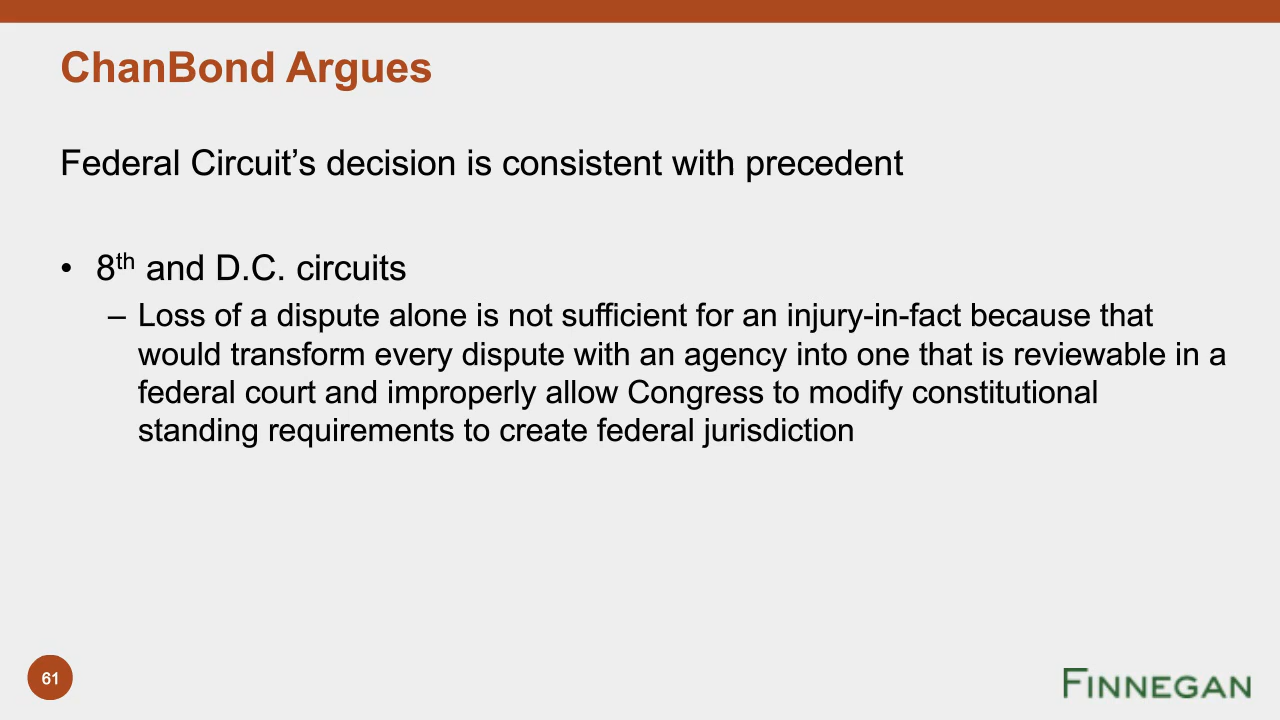 ChanBond Argues
Federal Circuit’s decision is consistent with precedent
• 8th and D.C. circuits
– Loss of a dispute alone is not sufficient for an injury-in-fact because that
would transform every dispute with an agency into one that is reviewable in a
federal court and improperly allow Congress to modify constitutional
standing requirements to create federal jurisdiction
61
FINNEGAN